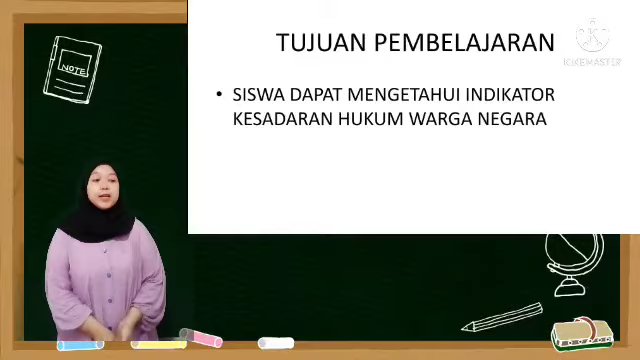 TUJUAN PEMBELAJARAN
• SISWA DAPAT MENGETAHUI INDIKATOR
KESADARAN HUKUM WARGA NEGARA
NOTE
KINEMASTER